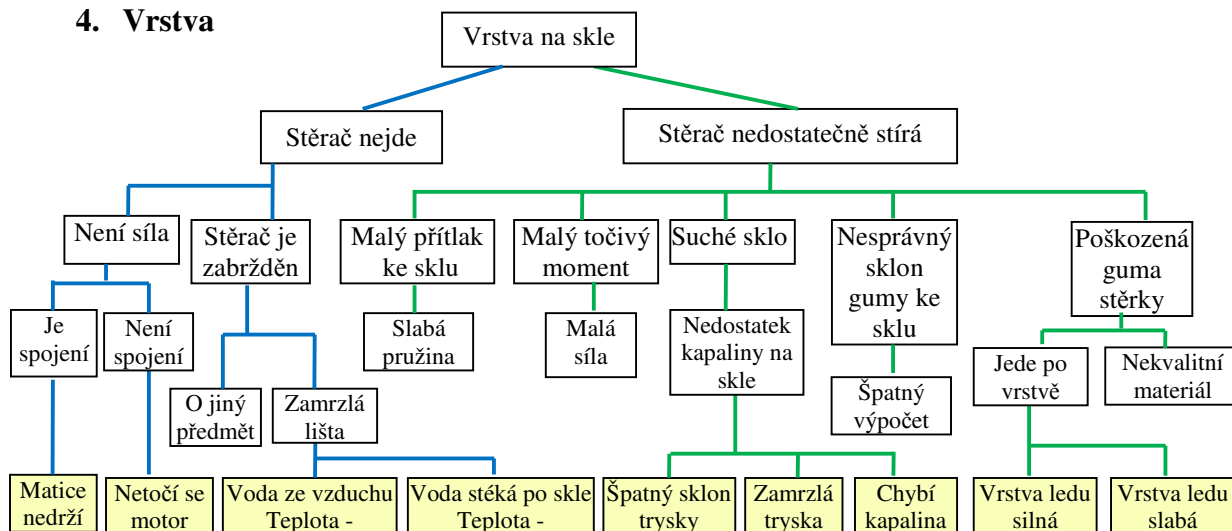 4. Vrstva
Vrstva na skle
Stěrač nejde
Stěrač nedostatečně stírá
Není síla
Stěrač je
zabržděn
Malý přítlak
ke sklu
Malý točivý
moment
Suché sklo
Nesprávný
sklon
gumy ke
sklu
Poškozená
guma
stěrky
Je
spojení
Není
spojení
Slabá
pružina
Malá
síla
Nedostatek
kapaliny na
skle
Jede po
vrstvě
Nekvalitní
materiál
O jiný
předmět
Zamrzlá
lišta
Špatný
výpočet
Matice
nedrží
Netočí se
motor
Voda ze vzduchu
Teplota -
Voda stéká po skle
Teplota -
Špatný sklon
trysky
Zamrzlá
tryska
Chybí
kapalina
Vrstva ledu
silná
Vrstva ledu
slabá